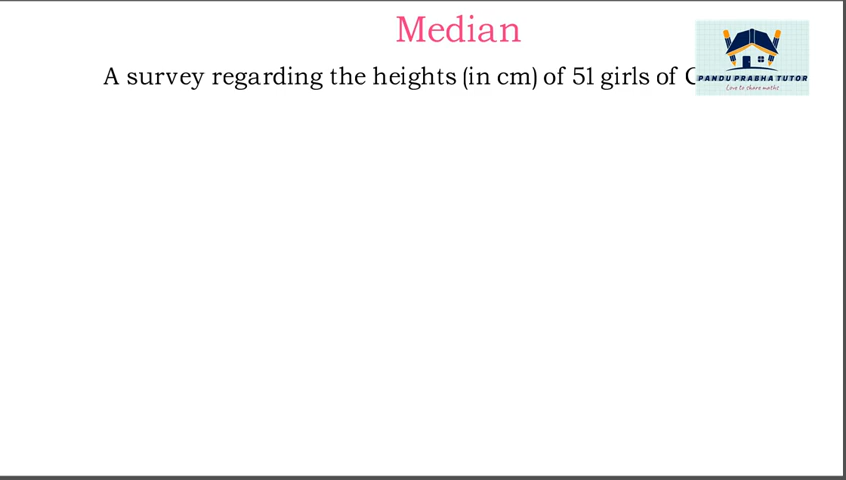 Median
A survey regarding the heights (in cm) of 51 girls of
PANDU PRABHA TUTOR
Love to share maths